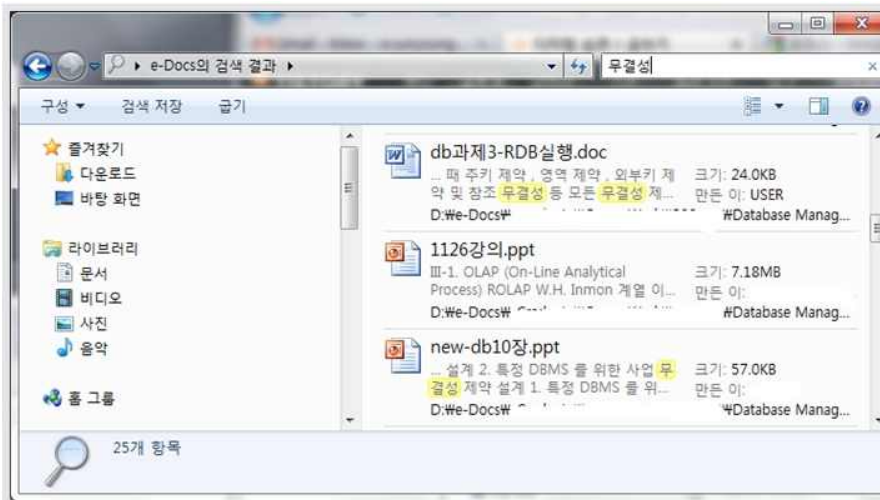 e-Docs의 검색 결과
무결성
구성 검색 저장 굽기
즐겨찾기
다운로드
바탕 화면
라이브러리
문서
비디오
사진
음악
홈 그룹
db과제3-RDB실행.doc
... 때 주키 제약 , 영역 제약 , 외부키 제
약 및 참조 무결성 등 모든 무결성 제...
크기: 24.0KB
만든 이: USER
D:₩e-Docs₩ ₩Database Manag...
1126강의.ppt
III-1. OLAP (On-Line Analytical
Process) ROLAP W.H. Inmon 계열 이...
크기: 7.18MB
만든 이:
D:₩e-Docs₩ ₩Database Manag...
new-db10장.ppt
... 설계 2. 특정 DBMS 를 위한 사업 무
결성 제약 설계 1. 특정 DBMS 를 위...
크기: 57.0KB
만든 이:
D:₩e-Docs₩ ₩Database Manag...
25개 항목